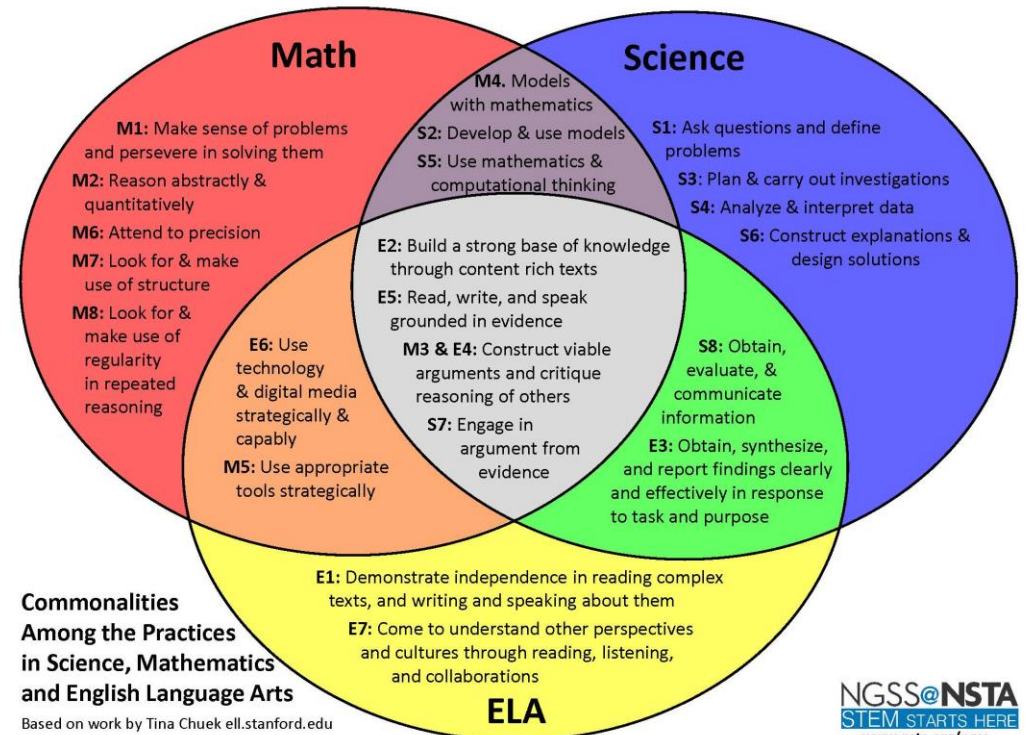 Math
Science
M1: Make sense of problems
and persevere in solving them
M2: Reason abstractly &
quantitatively
M6: Attend to precision
M7: Look for & make
use of structure
M8: Look for &
make use of
regularity
in repeated
reasoning
M4. Models
with mathematics
S2: Develop & use models
S5: Use mathematics &
computational thinking
S1: Ask questions and define
problems
S3: Plan & carry out investigations
S4: Analyze & interpret data
S6: Construct explanations &
design solutions
E2: Build a strong base of knowledge
through content rich texts
E5: Read, write, and speak
grounded in evidence
M3 & E4: Construct viable
arguments and critique
reasoning of others
S7: Engage in
argument from
evidence
E6: Use
technology
& digital media
strategically &
capably
M5: Use appropriate
tools strategically
S8: Obtain,
evaluate, &
communicate
information
E3: Obtain, synthesize,
and report findings clearly
and effectively in response
to task and purpose
E1: Demonstrate independence in reading complex
texts, and writing and speaking about them
E7: Come to understand other perspectives
and cultures through reading, listening,
and collaborations
ELA
Commonalities
Among the Practices
in Science, Mathematics
and English Language Arts
Based on work by Tina Chuek ell.stanford.edu
NGSS@NSTA
STEM STARTS HERE